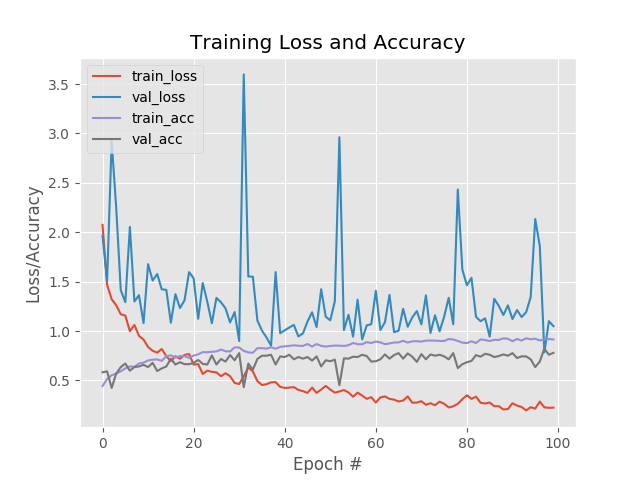 Training Loss and Accuracy
train_loss
val_loss
train_acc
val_acc
3.5
3.0
2.5
2.0
1.5
1.0
0.5
Loss/Accuracy
0
20
40
60
80
100
Epoch #